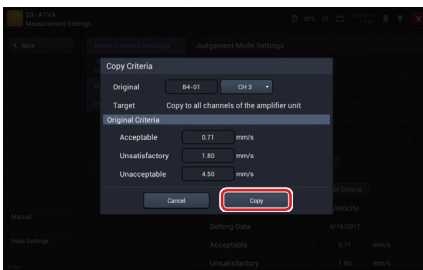 SX-A1VA
Measurement Settings
88%
< Back
Measurement Settings
Judgement Mode Settings
Copy Criteria
Original B4-01 CH 3
Target Copy to all channels of the amplifier unit
Original Criteria
Acceptable 0.71 mm/s
Unsatisfactory 1.80 mm/s
Unacceptable 4.50 mm/s
Cancel Copy
Criteria
Manual
Velocity
Setting Data 4/18/2017
Input Settings
Acceptable 0.71 mm/s
Unsatisfactory 1.80 mm/s